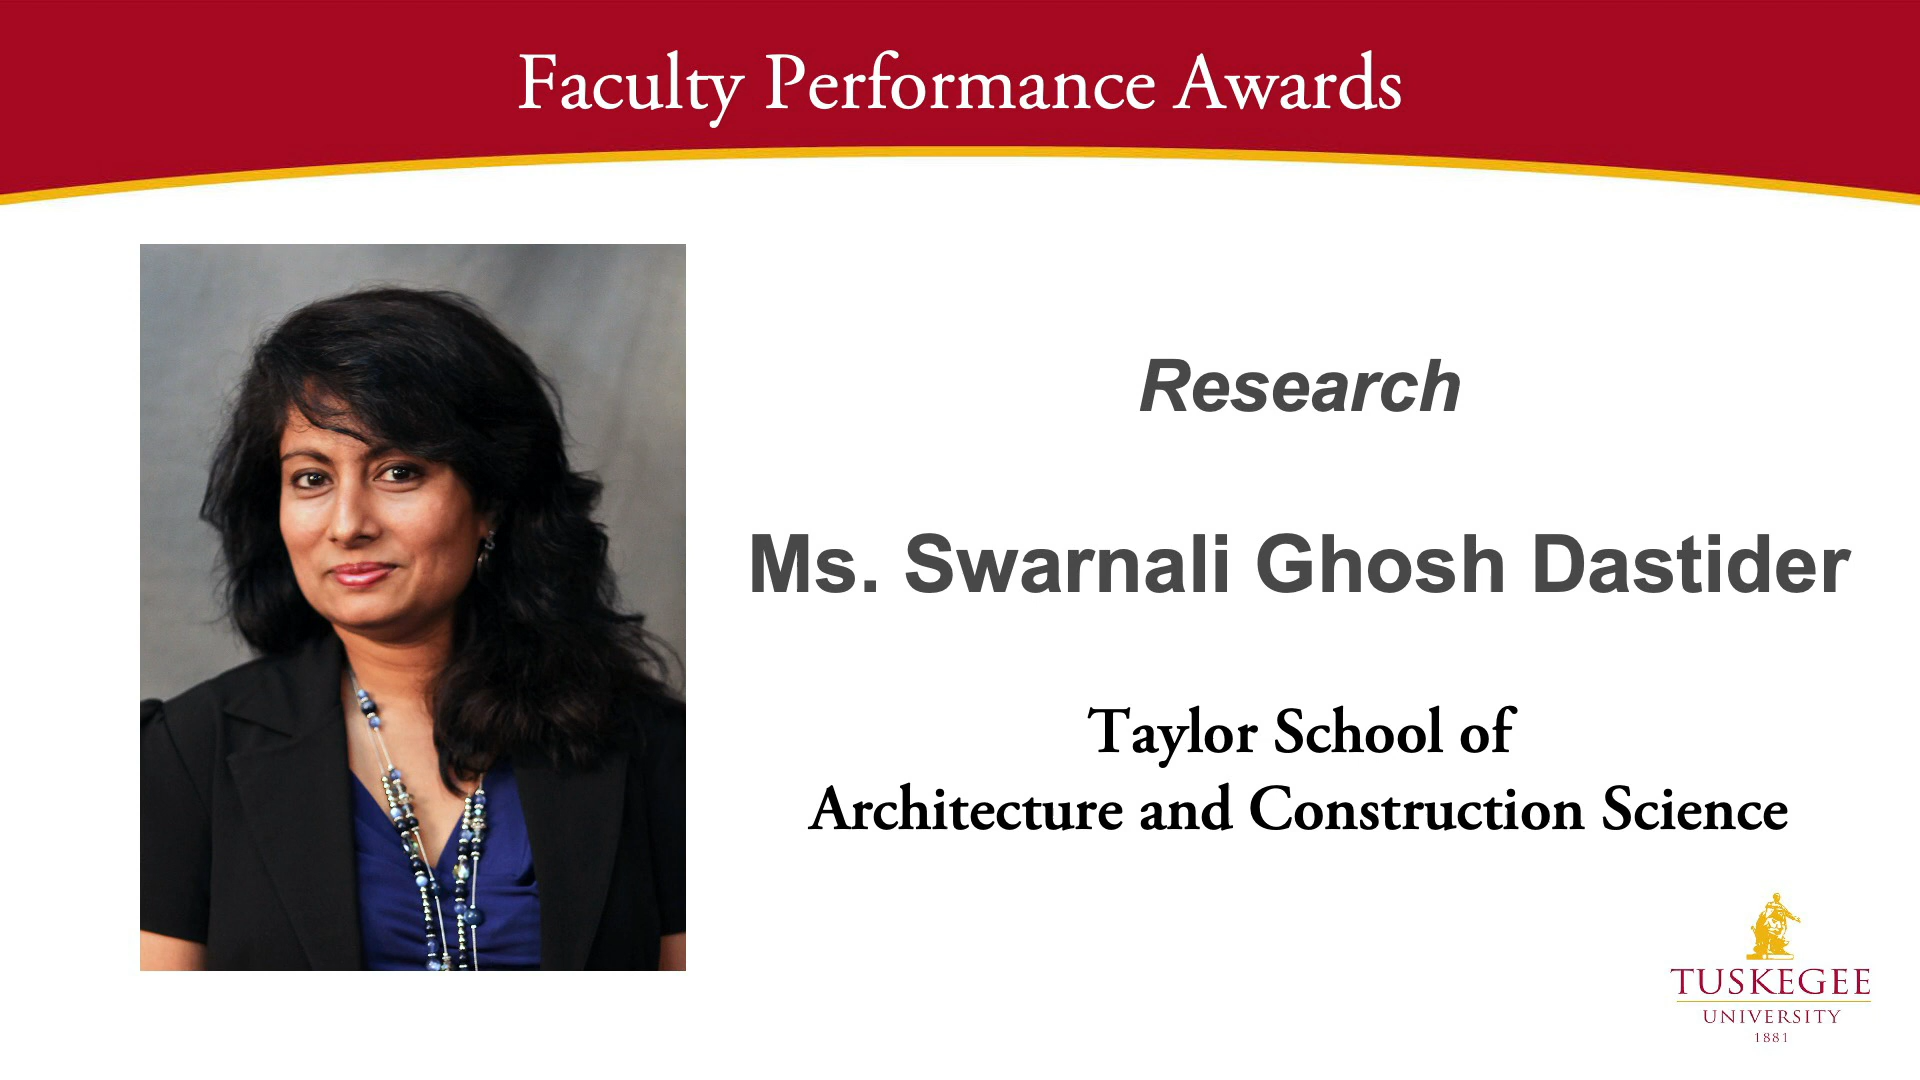 Faculty Performance Awards
Research
Ms. Swarnali Ghosh Dastider
Taylor School of
Architecture and Construction Science
TUSKEGEE
UNIVERSITY
1881